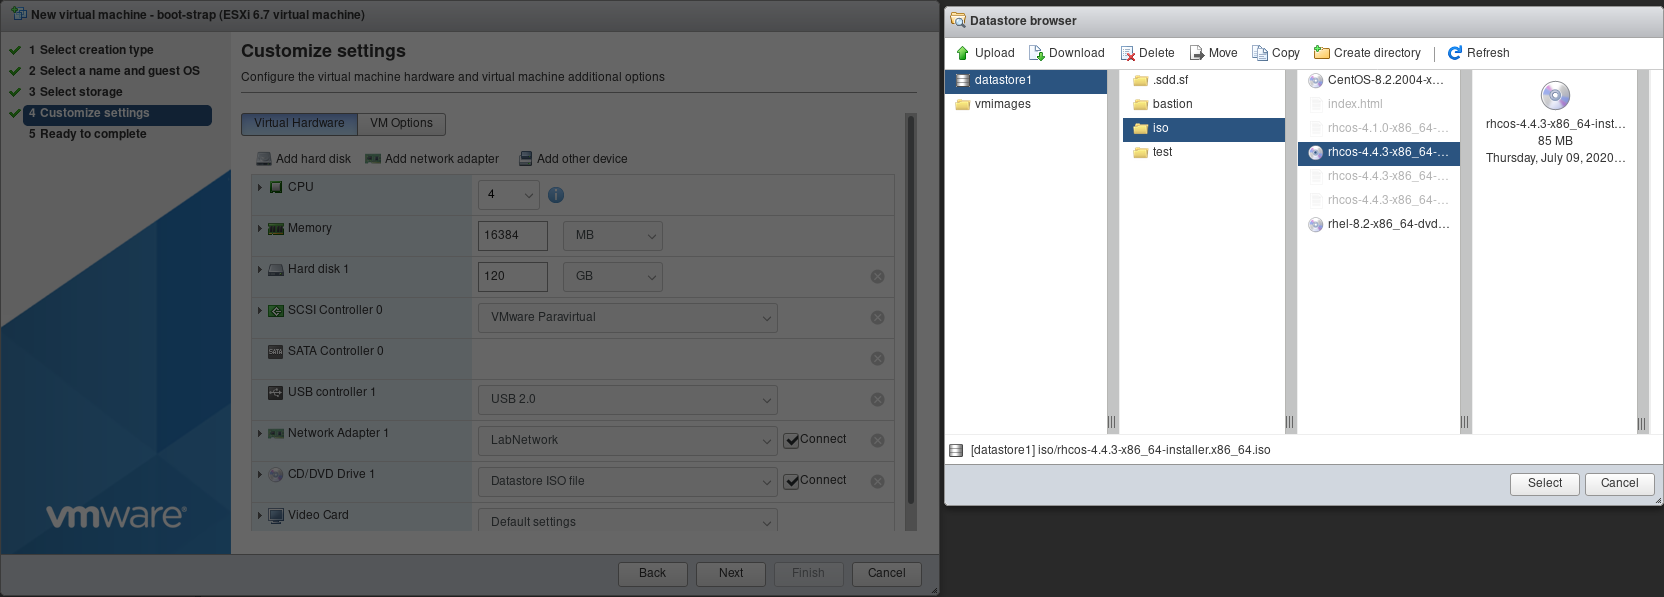 New virtual machine - boot-strap (ESXi 6.7 virtual machine)
1 Select creation type
2 Select a name and guest OS
3 Select storage
4 Customize settings
5 Ready to complete
vmware®
Customize settings
Configure the virtual machine hardware and virtual machine additional options
Virtual Hardware
VM Options
Add hard disk
Add network adapter
Add other device
CPU
4
Memory
16384
MB
Hard disk 1
120
GB
SCSI Controller 0
VMware Paravirtual
SATA Controller 0
USB controller 1
USB 2.0
Network Adapter 1
LabNetwork
Connect
CD/DVD Drive 1
Datastore ISO file
Connect
Video Card
Default settings
Back
Next
Finish
Cancel
Datastore browser
Upload
Download
Delete
Move
Copy
Create directory
Refresh
datastore1
vmimages
.sdd.sf
bastion
iso
test
CentOS-8.2.2004-x...
index.html
rhcos-4.1.0-x86_64-...
rhcos-4.4.3-x86_64-...
rhcos-4.4.3-x86_64-...
rhcos-4.4.3-x86_64-...
rhel-8.2-x86_64-dvd...
rhcos-4.4.3-x86_64-inst...
85 MB
Thursday, July 09, 2020...
[datastore1] iso/rhcos-4.4.3-x86_64-installer.x86_64.iso
Select
Cancel